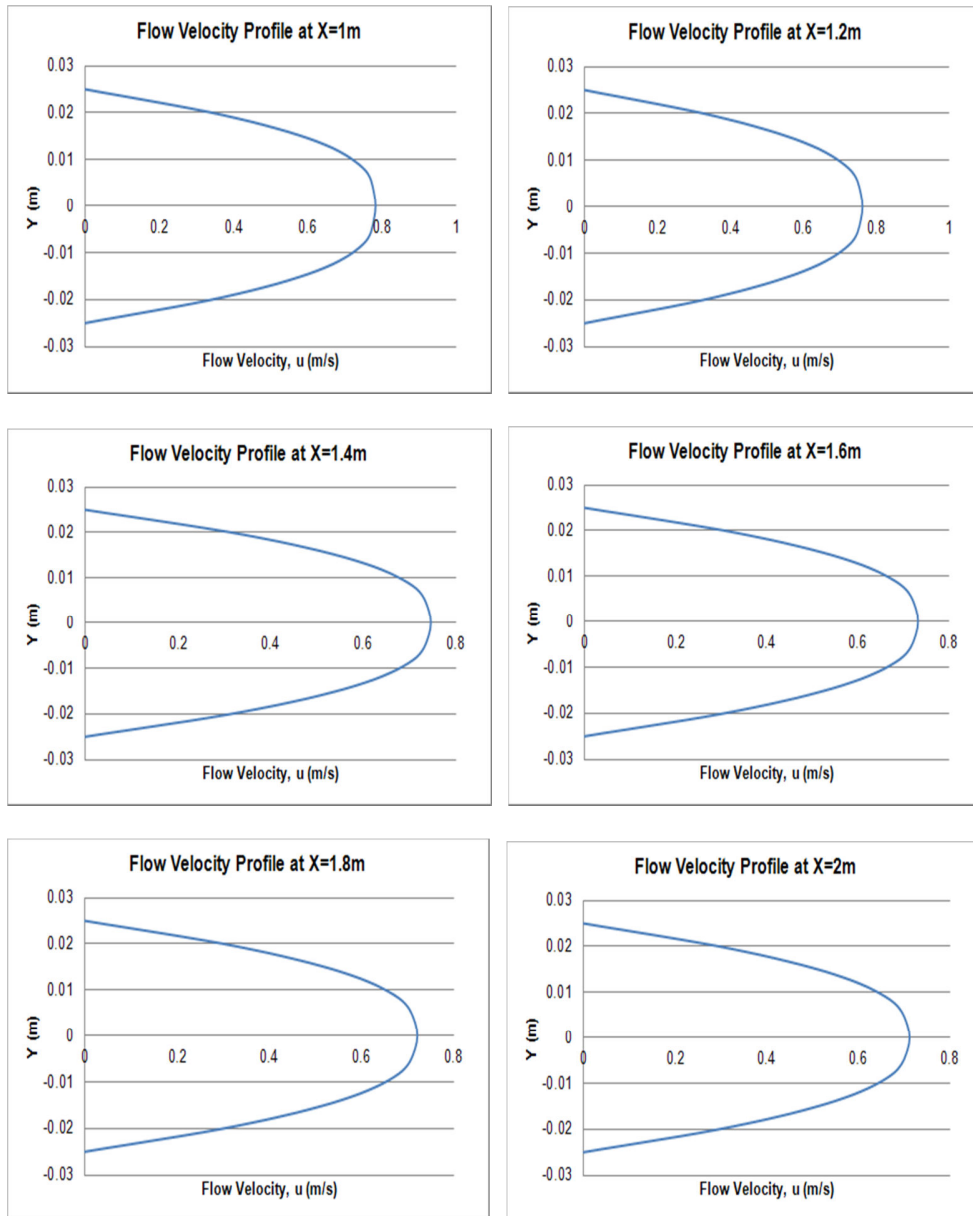 Flow Velocity Profile at X=1m
0.03
0.02
0.01
0
-0.01
-0.02
-0.03
Y (m)
0 0.2 0.4 0.6 0.8 1
Flow Velocity, u (m/s)
Flow Velocity Profile at X=1.2m
0.03
0.02
0.01
0
-0.01
-0.02
-0.03
Y (m)
0 0.2 0.4 0.6 0.8 1
Flow Velocity, u (m/s)
Flow Velocity Profile at X=1.4m
0.03
0.02
0.01
0
-0.01
-0.02
-0.03
Y (m)
0 0.2 0.4 0.6 0.8
Flow Velocity, u (m/s)
Flow Velocity Profile at X=1.6m
0.03
0.02
0.01
0
-0.01
-0.02
-0.03
Y (m)
0 0.2 0.4 0.6 0.8
Flow Velocity, u (m/s)
Flow Velocity Profile at X=1.8m
0.03
0.02
0.01
0
-0.01
-0.02
-0.03
Y (m)
0 0.2 0.4 0.6 0.8
Flow Velocity, u (m/s)
Flow Velocity Profile at X=2m
0.03
0.02
0.01
0
-0.01
-0.02
-0.03
Y (m)
0 0.2 0.4 0.6 0.8
Flow Velocity, u (m/s)